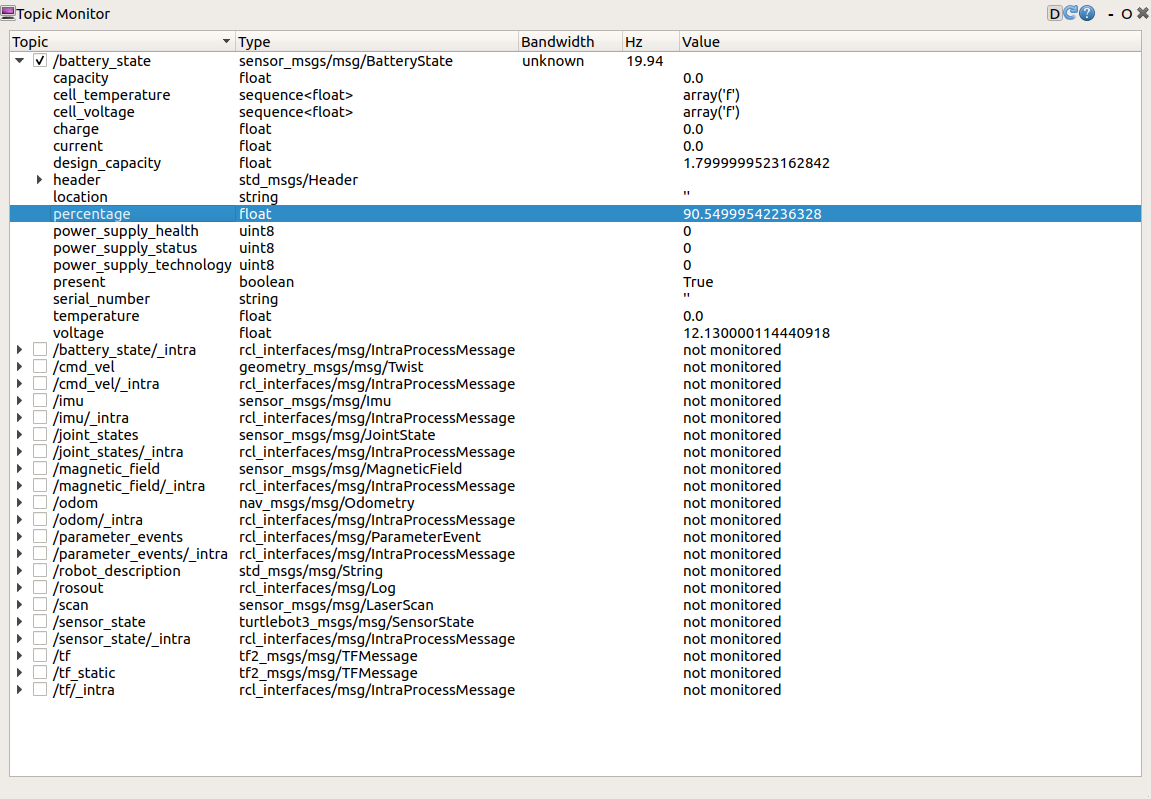 Topic Monitor D ? - O
Topic Type Bandwidth Hz Value
/battery_state sensor_msgs/msg/BatteryState unknown 19.94
capacity float 0.0
cell_temperature sequence<float> array('f')
cell_voltage sequence<float> array('f')
charge float 0.0
current float 0.0
design_capacity float 1.7999999523162842
header std_msgs/Header
location string ''
percentage float 90.54999542236328
power_supply_health uint8 0
power_supply_status uint8 0
power_supply_technology uint8 0
present boolean True
serial_number string ''
temperature float 0.0
voltage float 12.130000114440918
/battery_state/_intra rcl_interfaces/msg/IntraProcessMessage not monitored
/cmd_vel geometry_msgs/msg/Twist not monitored
/cmd_vel/_intra rcl_interfaces/msg/IntraProcessMessage not monitored
/imu sensor_msgs/msg/Imu not monitored
/imu/_intra rcl_interfaces/msg/IntraProcessMessage not monitored
/joint_states sensor_msgs/msg/JointState not monitored
/joint_states/_intra rcl_interfaces/msg/IntraProcessMessage not monitored
/magnetic_field sensor_msgs/msg/MagneticField not monitored
/magnetic_field/_intra rcl_interfaces/msg/IntraProcessMessage not monitored
/odom nav_msgs/msg/Odometry not monitored
/odom/_intra rcl_interfaces/msg/IntraProcessMessage not monitored
/parameter_events rcl_interfaces/msg/ParameterEvent not monitored
/parameter_events/_intra rcl_interfaces/msg/IntraProcessMessage not monitored
/robot_description std_msgs/msg/String not monitored
/rosout rcl_interfaces/msg/Log not monitored
/scan sensor_msgs/msg/LaserScan not monitored
/sensor_state turtlebot3_msgs/msg/SensorState not monitored
/sensor_state/_intra rcl_interfaces/msg/IntraProcessMessage not monitored
/tf tf2_msgs/msg/TFMessage not monitored
/tf_static tf2_msgs/msg/TFMessage not monitored
/tf/_intra rcl_interfaces/msg/IntraProcessMessage not monitored